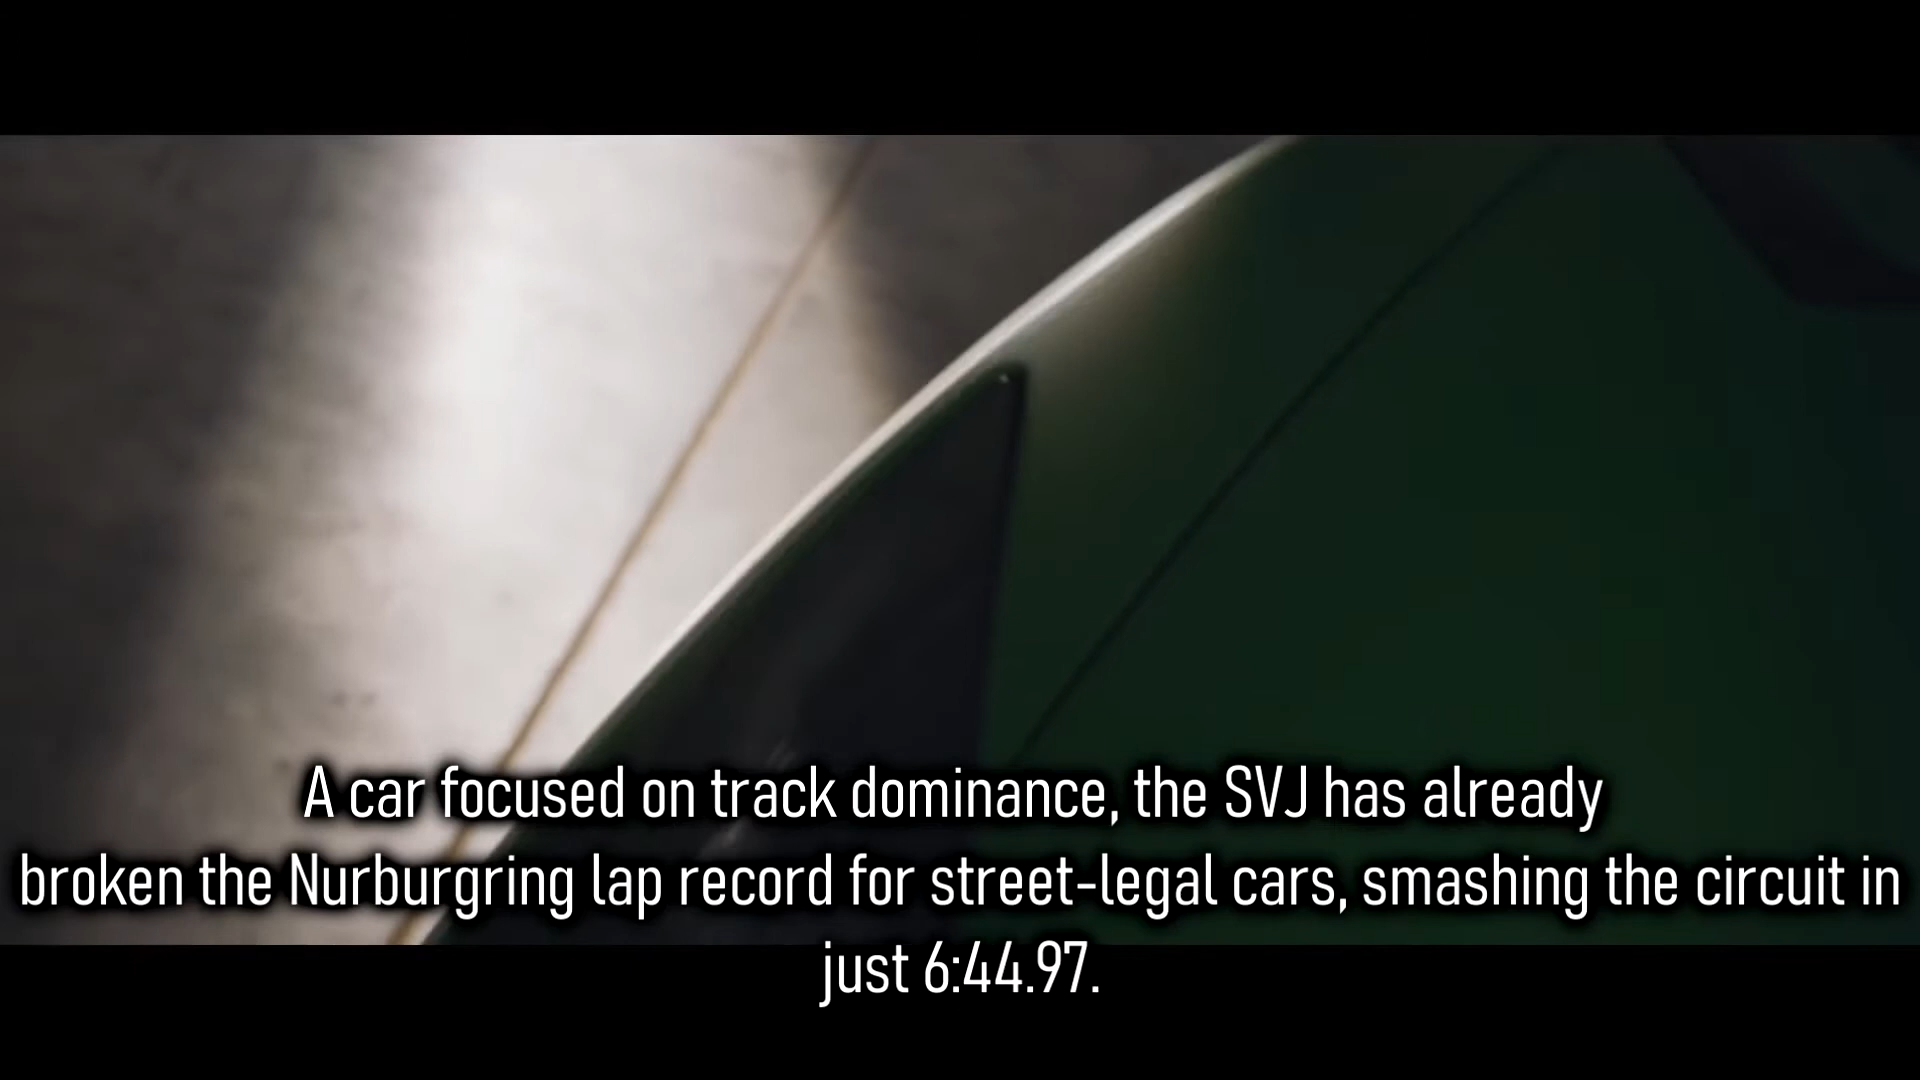 A car focused on track dominance, the SVJ has already
broken the Nurburgring lap record for street-legal cars, smashing the circuit in
just 6:44.97.